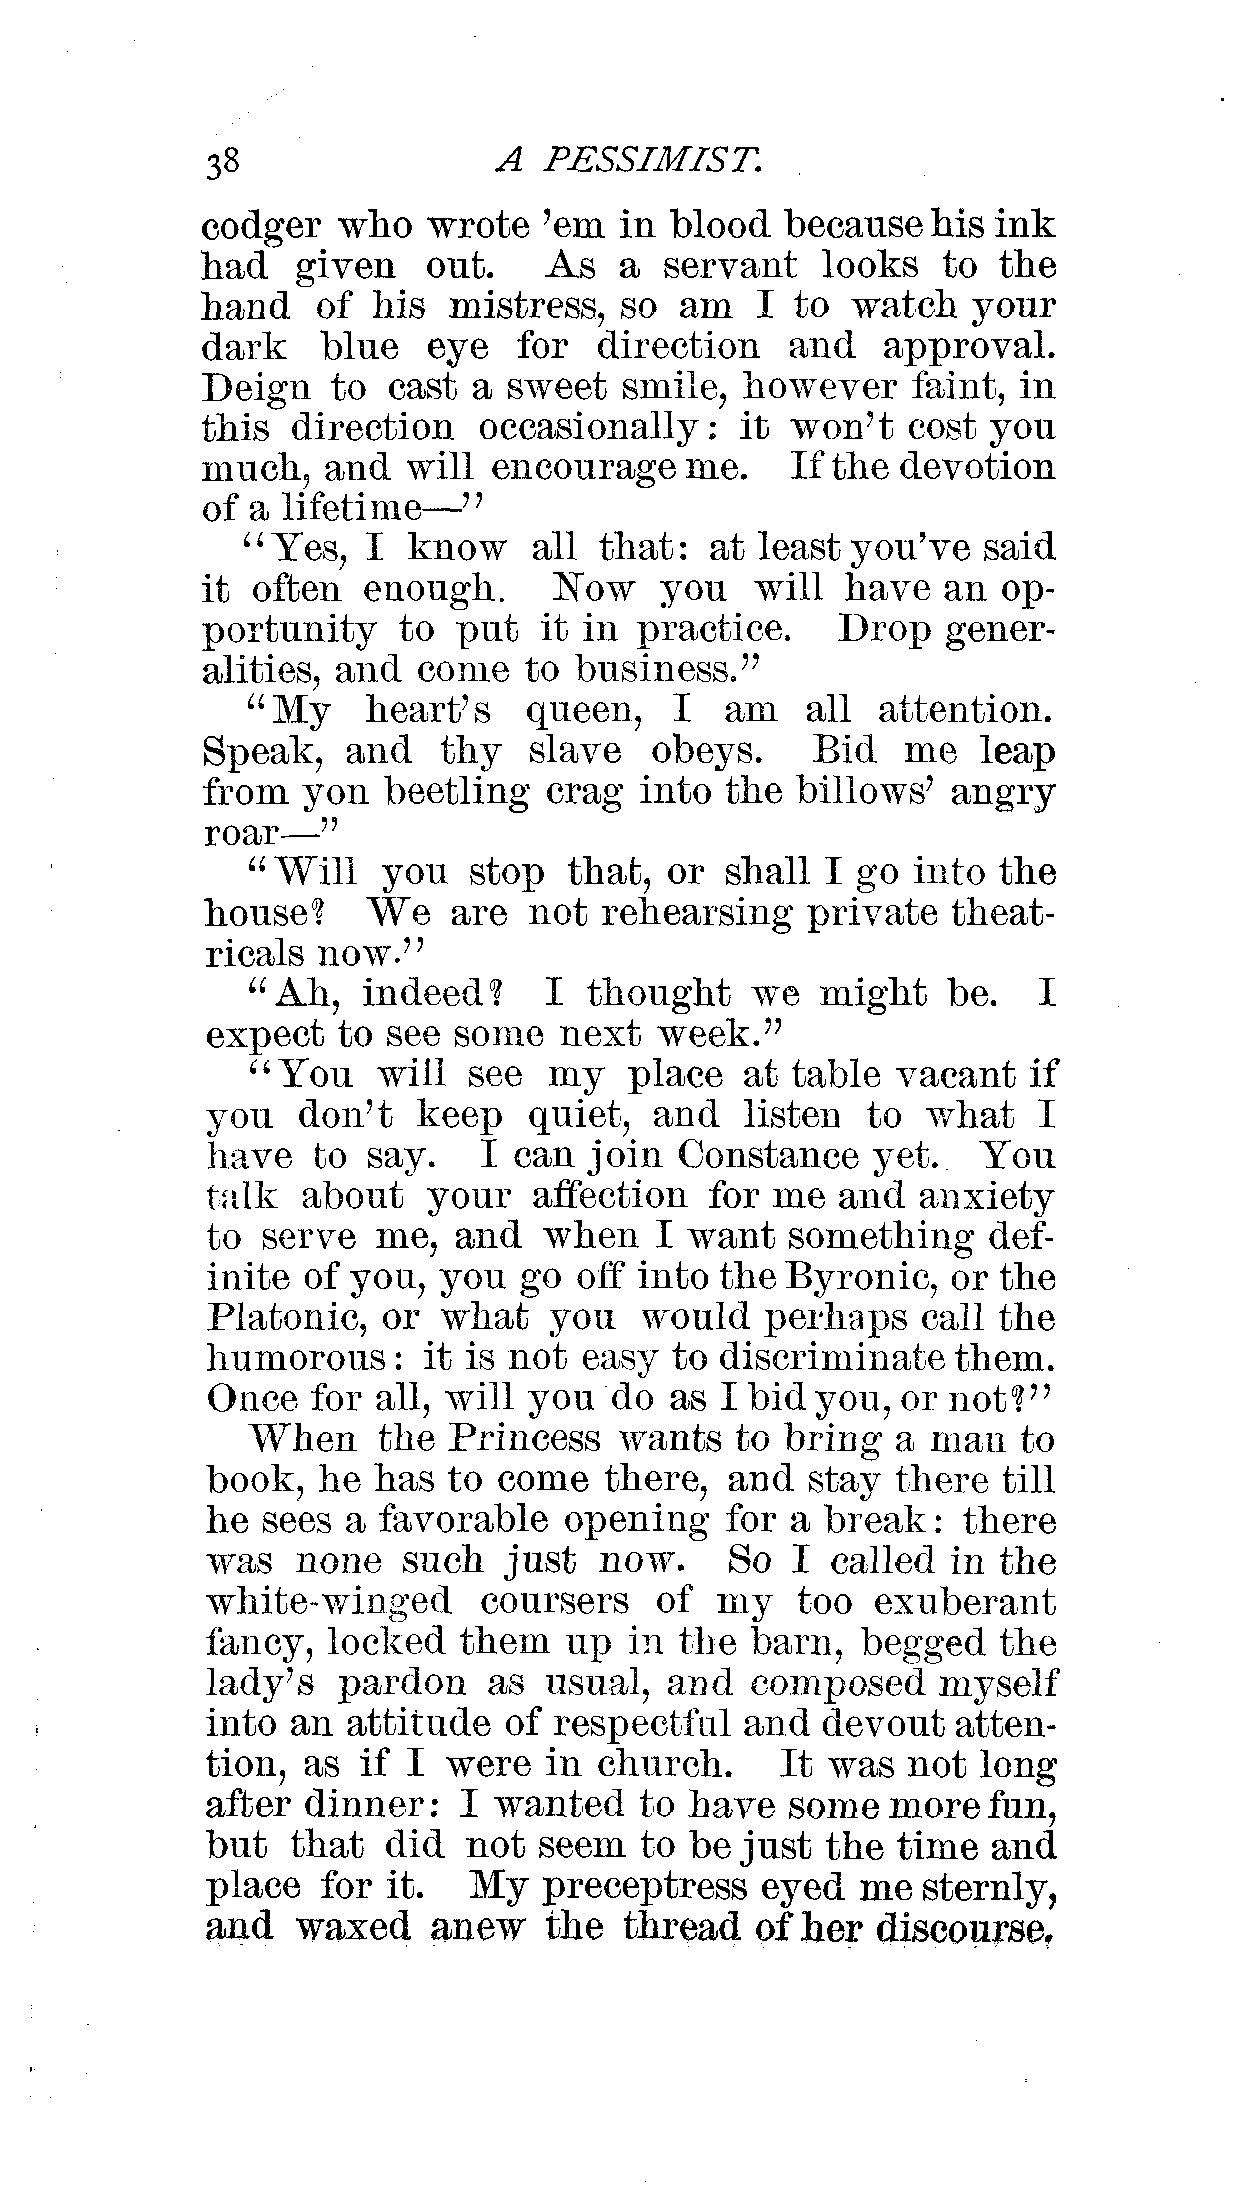 38 A PESSIMIST.
codger who wrote 'em in blood because his ink
had given out. As a servant looks to the
hand of his mistress, so am I to watch your
dark blue eye for direction and approval.
Deign to cast a sweet smile, however faint, in
this direction occasionally: it won't cost you
much, and will encourage me. If the devotion
of a lifetime—"
"Yes, I know all that: at least you've said
it often enough. Now you will have an op-
portunity to put it in practice. Drop gener-
alities, and come to business."
"My heart's queen, I am all attention.
Speak, and thy slave obeys. Bid me leap
from yon beetling crag into the billows' angry
roar—"
"Will you stop that, or shall I go into the
house? We are not rehearsing private theat-
ricals now."
"Ah, indeed? I thought we might be. I
expect to see some next week."
"You will see my place at table vacant if
you don't keep quiet, and listen to what I
have to say. I can join Constance yet. You
talk about your affection for me and anxiety
to serve me, and when I want something def-
inite of you, you go off into the Byronic, or the
Platonic, or what you would perhaps call the
humorous: it is not easy to discriminate them.
Once for all, will you do as I bid you, or not?"
When the Princess wants to bring a man to
book, he has to come there, and stay there till
he sees a favorable opening for a break: there
was none such just now. So I called in the
white-winged coursers of my too exuberant
fancy, locked them up in the barn, begged the
lady's pardon as usual, and composed myself
into an attitude of respectful and devout atten-
tion, as if I were in church. It was not long
after dinner: I wanted to have some more fun,
but that did not seem to be just the time and
place for it. My preceptress eyed me sternly,
and waxed anew the thread of her discourse.